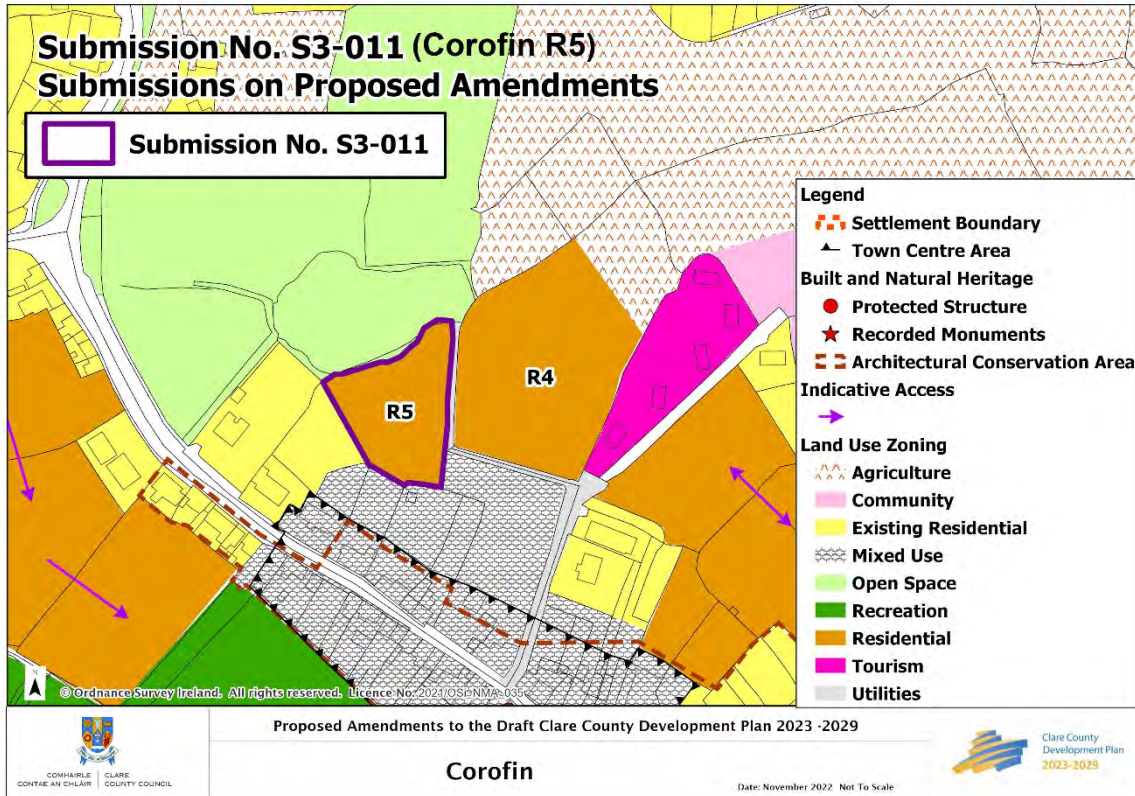 Submission No. S3-011 (Corofin R5)
Submissions on Proposed Amendments
Submission No. S3-011
R5
R4
Legend
Settlement Boundary
Town Centre Area
Built and Natural Heritage
Protected Structure
Recorded Monuments
Architectural Conservation Area
Indicative Access
Land Use Zoning
Agriculture
Community
Existing Residential
Mixed Use
Open Space
Recreation
Residential
Tourism
Utilities
© Ordnance Survey Ireland. All rights reserved. Licence No. 2021/OSi_NMA_035
COMHAIRLE CONTAE AN CHLÁIR
CLARE COUNTY COUNCIL
Proposed Amendments to the Draft Clare County Development Plan 2023 -2029
Corofin
Date: November 2022 Not To Scale
Clare County
Development Plan
2023-2029